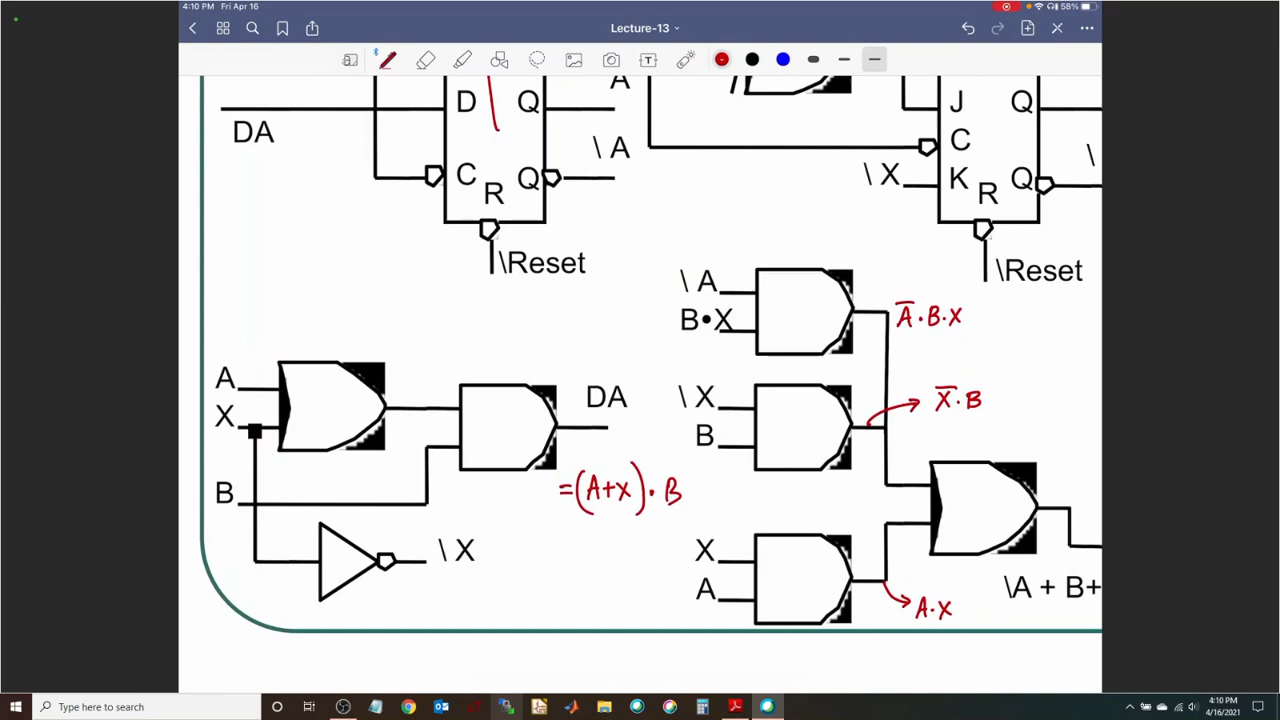 4:10 PM Fri Apr 16
58%
Lecture-13
T
D Q A
DA
\ A
C Q
R
\Reset
J Q
C
\ X K Q \
R
\Reset
\ A
B•X
A̅·B·X
A
X
DA
\ X
B
X̅·B
B
=(A+X)·B
\ X
X
A
A·X
\A + B+
Type here to search
4:10 PM
4/16/2021